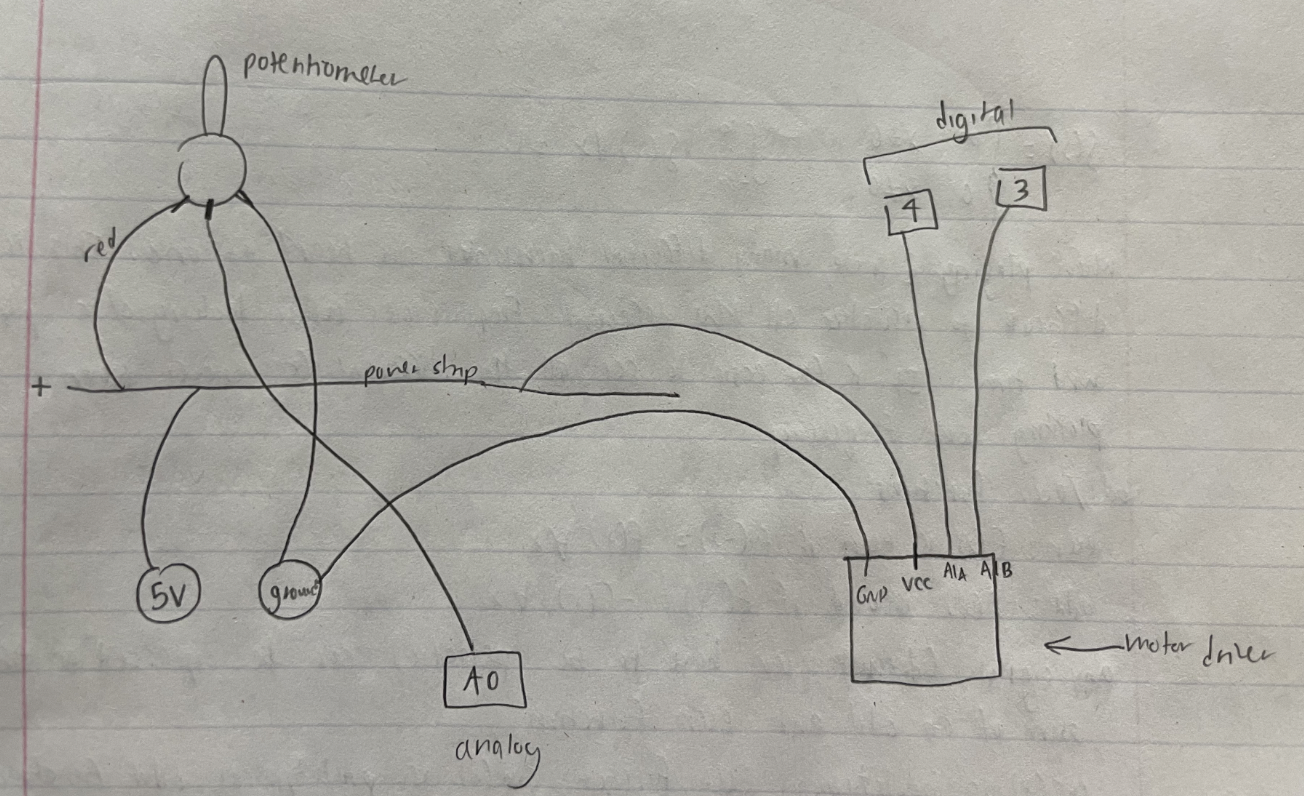 potentiometer
digital
4
3
red
+
power strip
5V
ground
GND
VCC
A1A
A1B
A0
analog
← motor driver